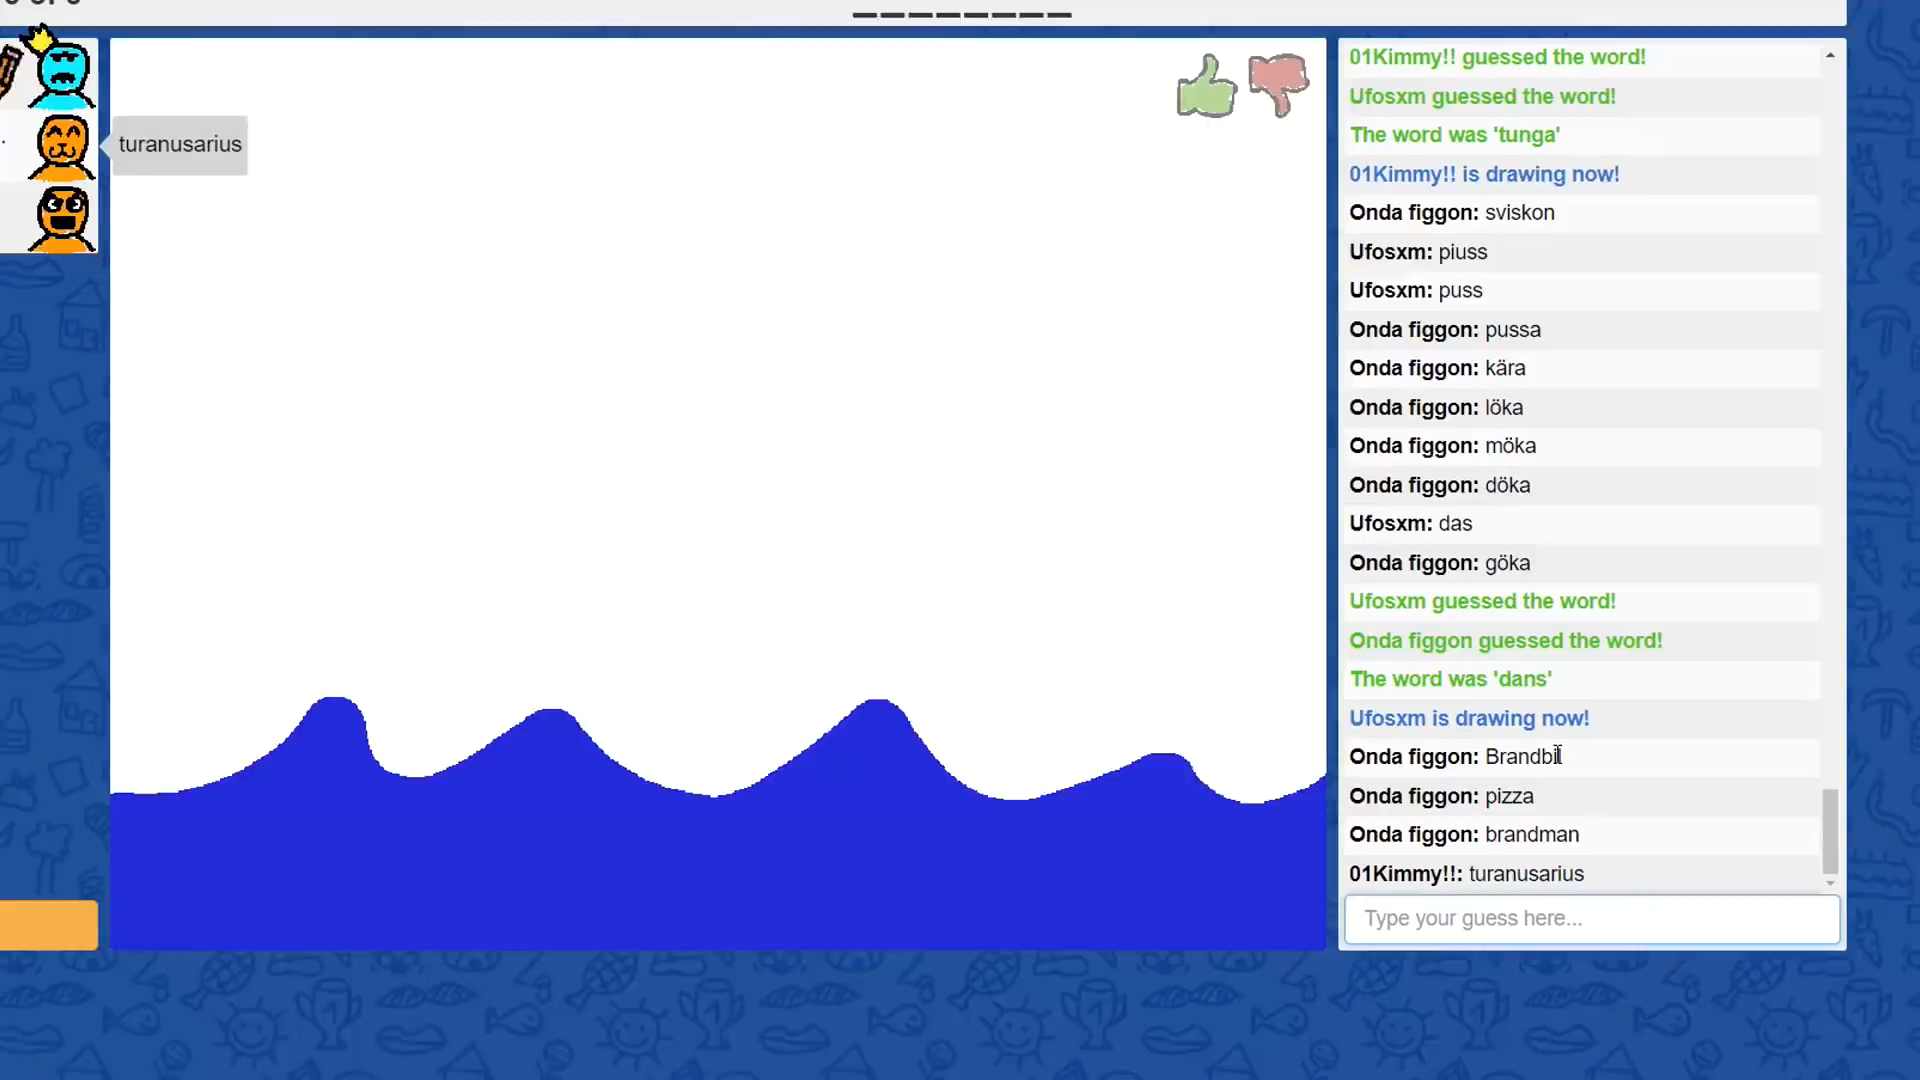 turanusarius
01Kimmy!! guessed the word!
Ufosxm guessed the word!
The word was 'tunga'
01Kimmy!! is drawing now!
Onda figgon: sviskon
Ufosxm: piuss
Ufosxm: puss
Onda figgon: pussa
Onda figgon: kära
Onda figgon: löka
Onda figgon: möka
Onda figgon: döka
Ufosxm: das
Onda figgon: göka
Ufosxm guessed the word!
Onda figgon guessed the word!
The word was 'dans'
Ufosxm is drawing now!
Onda figgon: Brandbil
Onda figgon: pizza
Onda figgon: brandman
01Kimmy!!: turanusarius
Type your guess here...